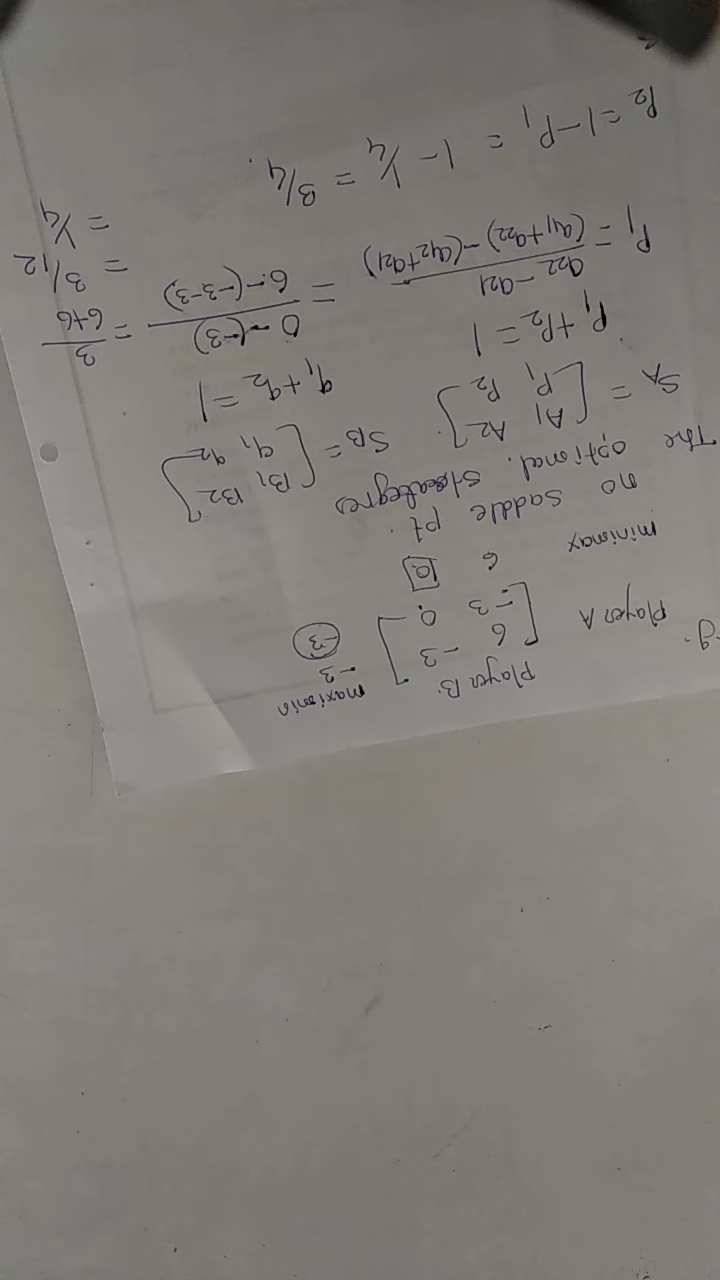 g.
Player B
maximin
Player A [ 6 -3 ] -3
[ -3 0 ] (-3)
minimax 6 0
no saddle pt.
The optional. Steategres
SA = [ A1 A2 ] SB = [ B1 B2 ]
[ P1 P2 ] [ q1 q2 ]
P1 + P2 = 1 q1 + q2 = 1
P1 = a22 - a21 / (a11+a22) - (a12+a21) = 0 - (-3) / 6 - (-3-3) = 3 / 6+6
= 3/12
= 1/4
P2 = 1 - P1 = 1 - 1/4 = 3/4.